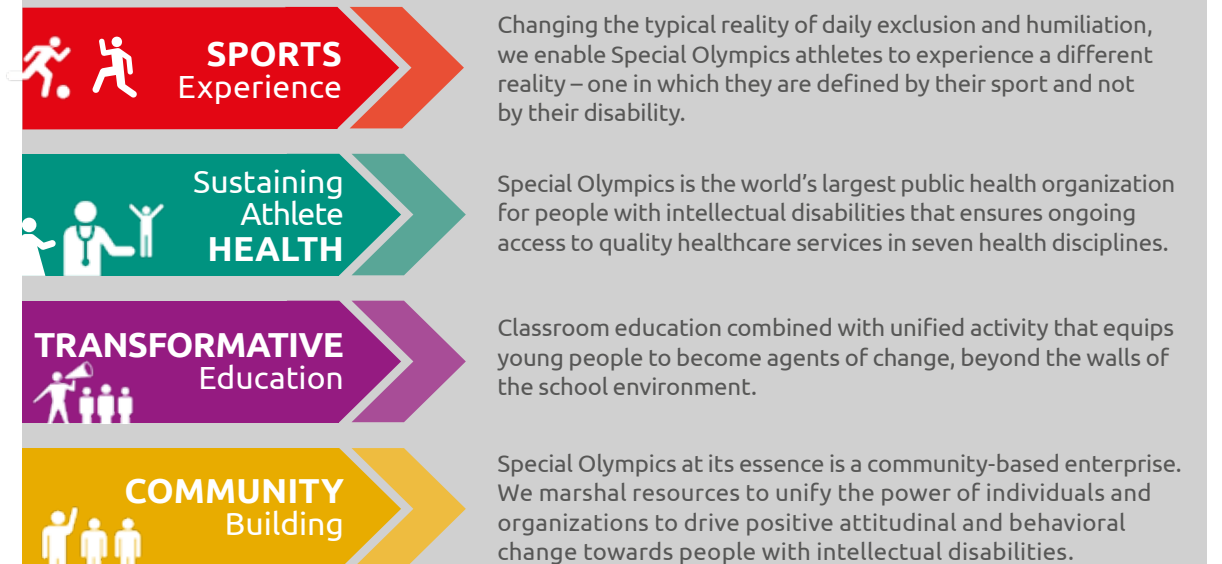 SPORTS
Experience
Changing the typical reality of daily exclusion and humiliation,
we enable Special Olympics athletes to experience a different
reality – one in which they are defined by their sport and not
by their disability.
Sustaining
Athlete
HEALTH
Special Olympics is the world’s largest public health organization
for people with intellectual disabilities that ensures ongoing
access to quality healthcare services in seven health disciplines.
TRANSFORMATIVE
Education
Classroom education combined with unified activity that equips
young people to become agents of change, beyond the walls of
the school environment.
COMMUNITY
Building
Special Olympics at its essence is a community-based enterprise.
We marshal resources to unify the power of individuals and
organizations to drive positive attitudinal and behavioral
change towards people with intellectual disabilities.